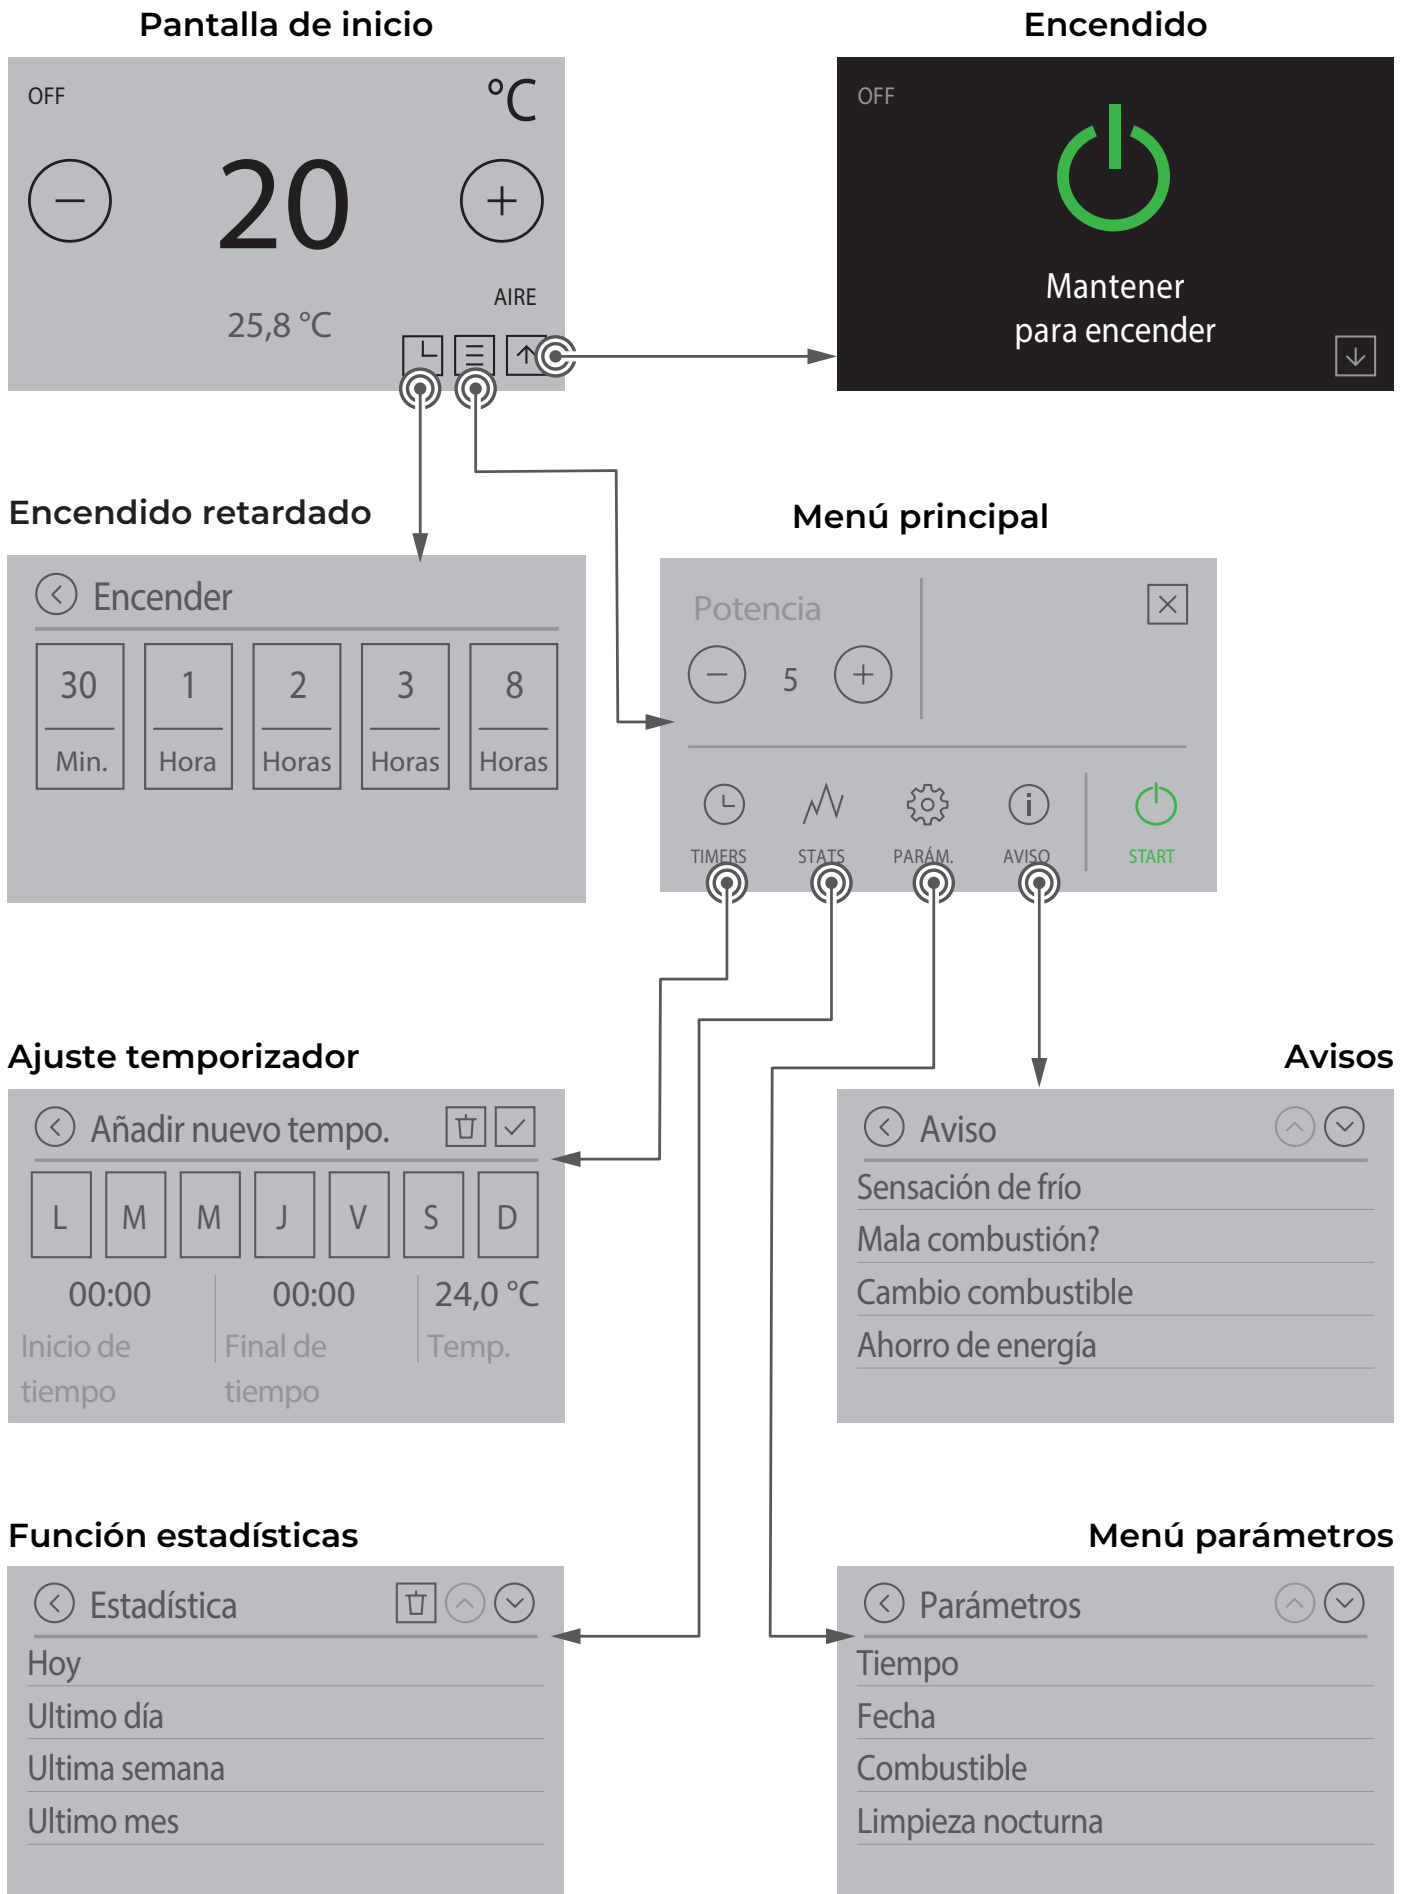 Pantalla de inicio
OFF
°C
20
AIRE
25,8 °C
Encendido
OFF
Mantener
para encender
Encendido retardado
Encender
30 1 2 3 8
Min. Hora Horas Horas Horas
Menú principal
Potencia
5
TIMERS STATS PARÁM. AVISO START
Ajuste temporizador
Añadir nuevo tempo.
L M M J V S D
00:00 00:00 24,0 °C
Inicio de Final de Temp.
tiempo tiempo
Avisos
Aviso
Sensación de frío
Mala combustión?
Cambio combustible
Ahorro de energía
Función estadísticas
Estadística
Hoy
Ultimo día
Ultima semana
Ultimo mes
Menú parámetros
Parámetros
Tiempo
Fecha
Combustible
Limpieza nocturna